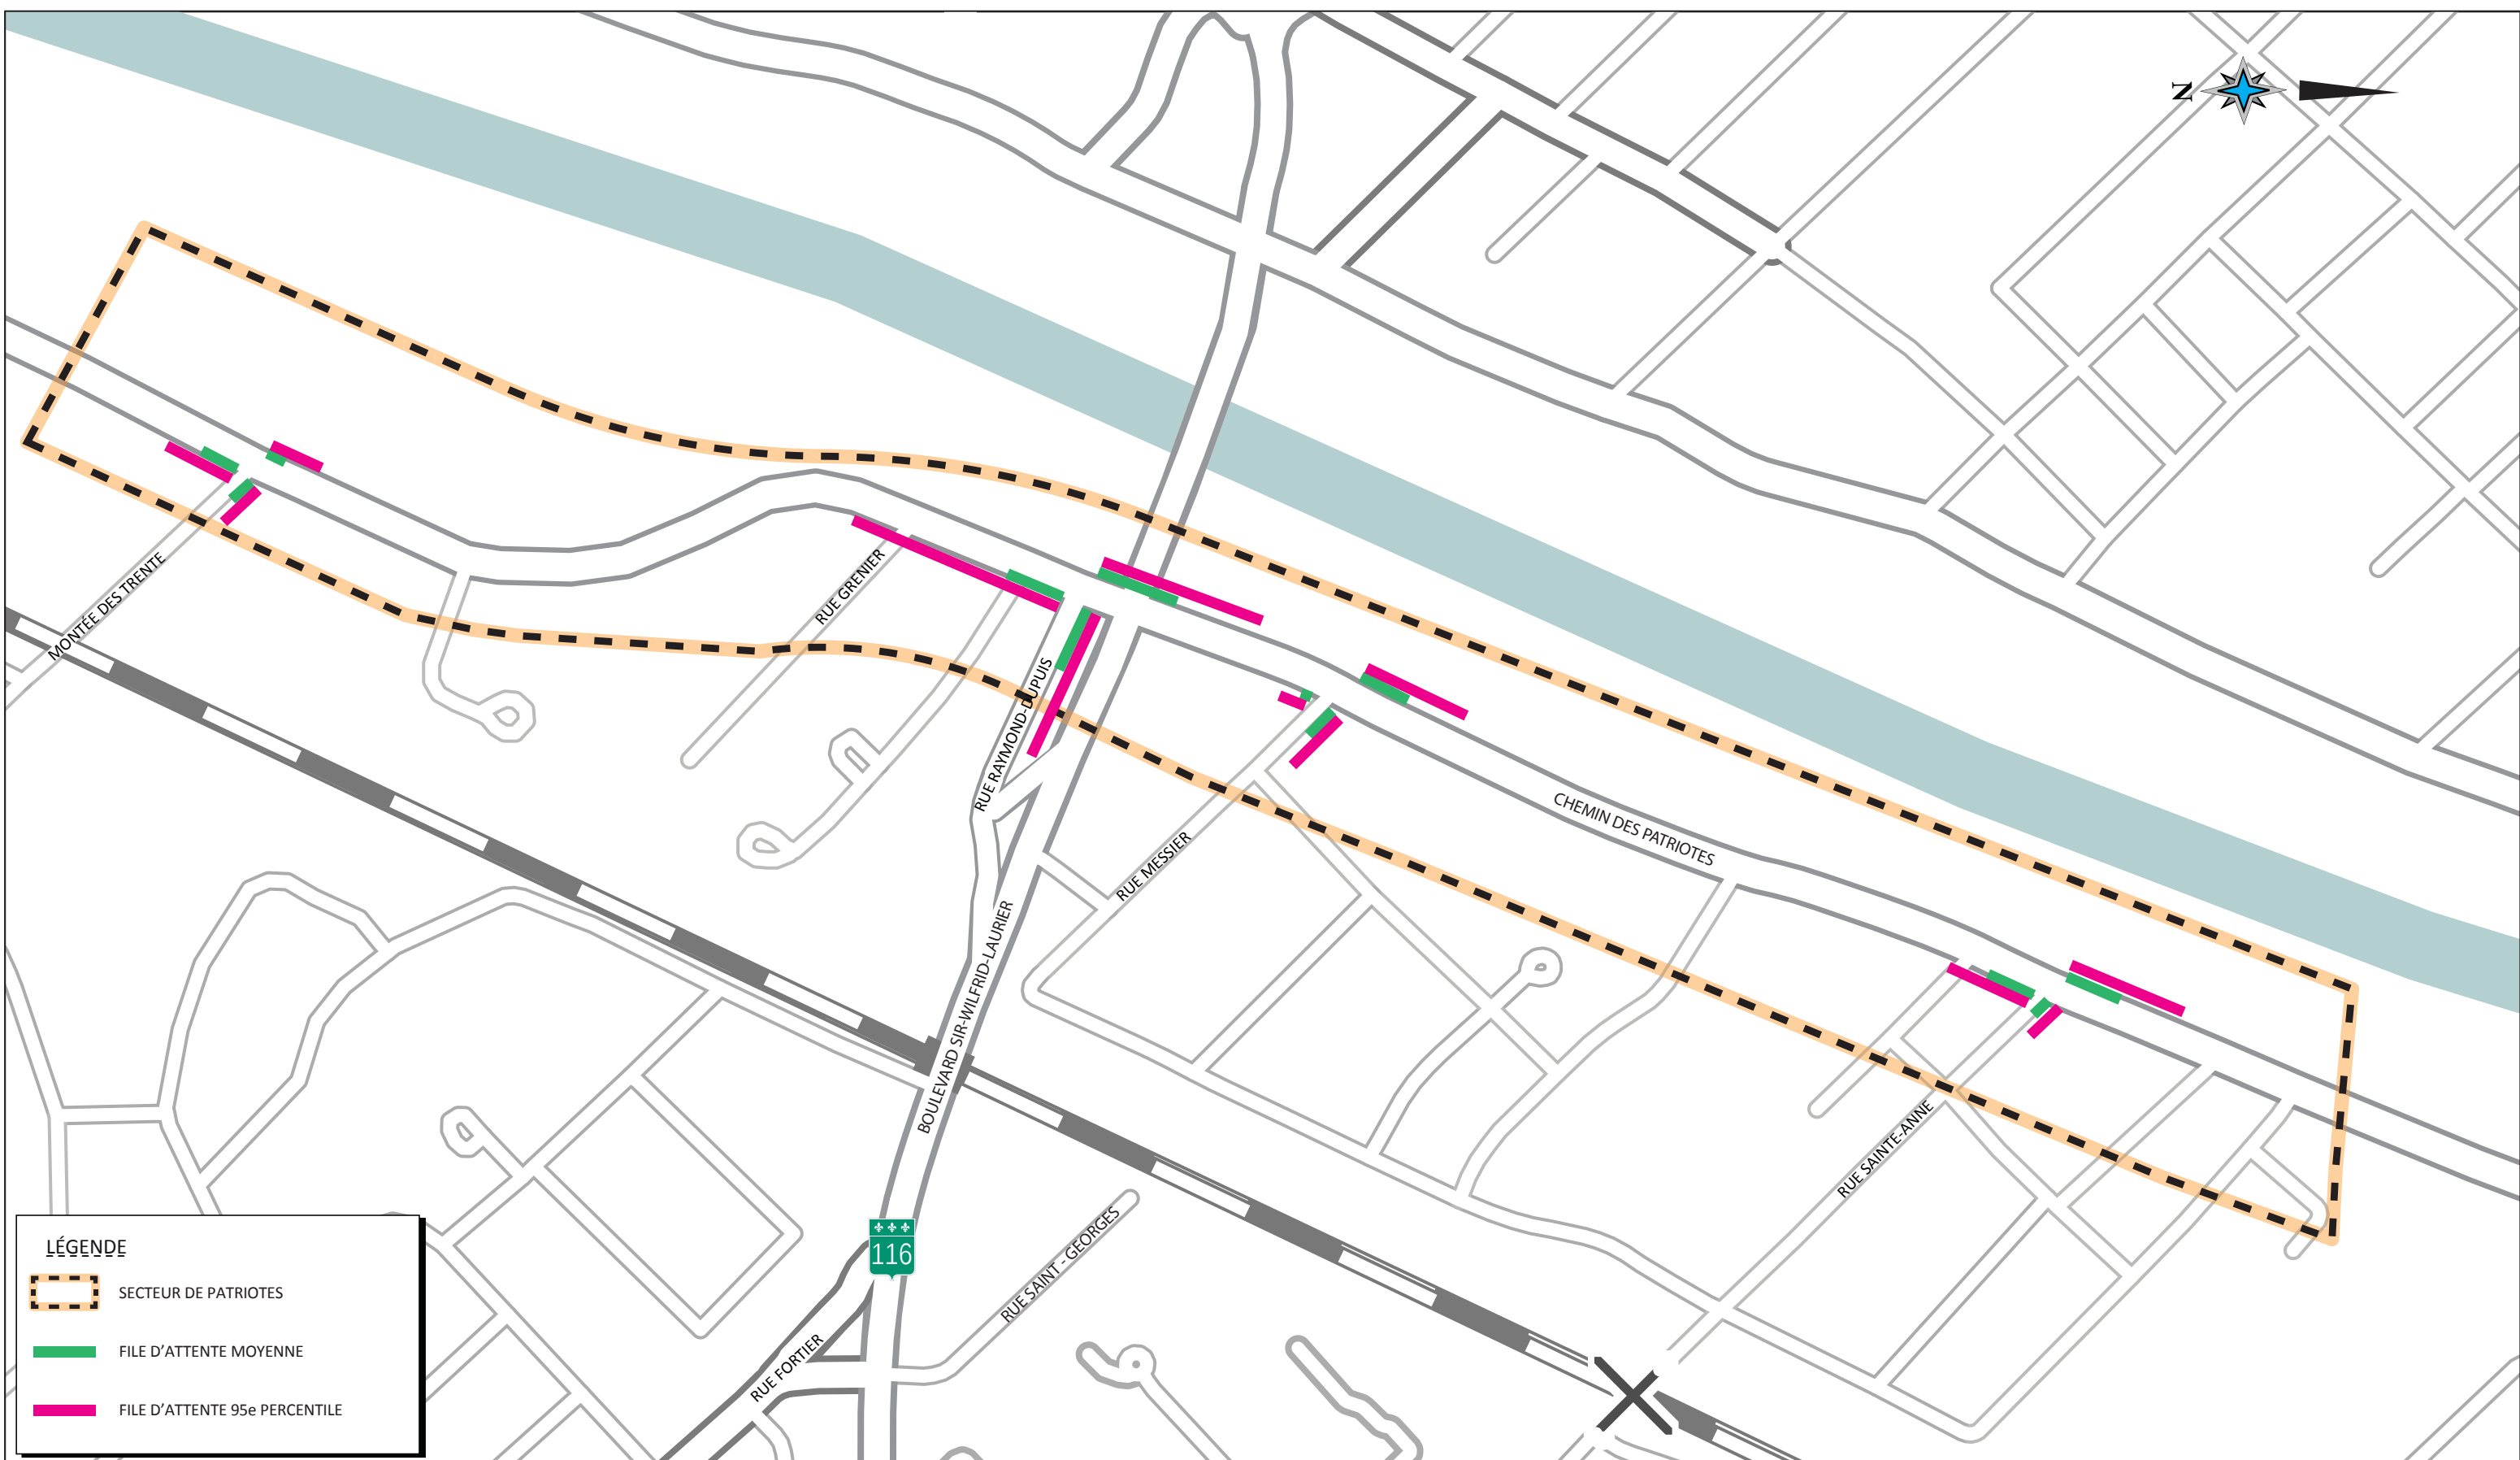 N
MONTÉE DES TRENTE
RUE GRENIER
RUE RAYMOND-DUPUIS
CHEMIN DES PATRIOTES
RUE MESSIER
BOULEVARD SIR-WILFRID-LAURIER
RUE SAINTE-ANNE
116
RUE SAINT - GEORGES
RUE FORTIER
LÉGENDE
SECTEUR DE PATRIOTES
FILE D'ATTENTE MOYENNE
FILE D'ATTENTE 95e PERCENTILE